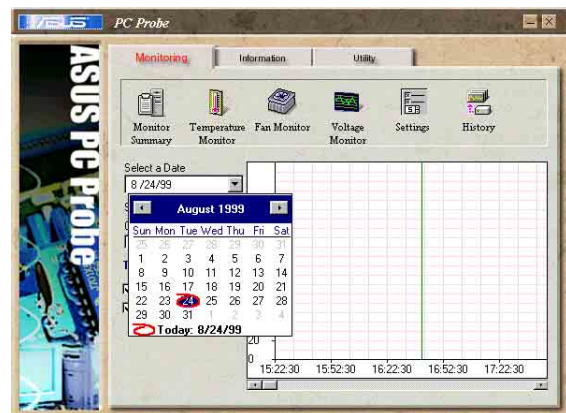 ASUS PC Probe
Monitoring Information Utility
Monitor Summary
Temperature Monitor
Fan Monitor
Voltage Monitor
Settings
History
ASUS PC Probe
Select a Date
8 /24/99
August 1999
Sun Mon Tue Wed Thu Fri Sat
25 26 27 28 29 30 31
1 2 3 4 5 6 7
8 9 10 11 12 13 14
15 16 17 18 19 20 21
22 23 24 25 26 27 28
29 30 31 1 2 3 4
Today: 8/24/99
20
0
15:22:30 15:52:30 16:22:30 16:52:30 17:22:30